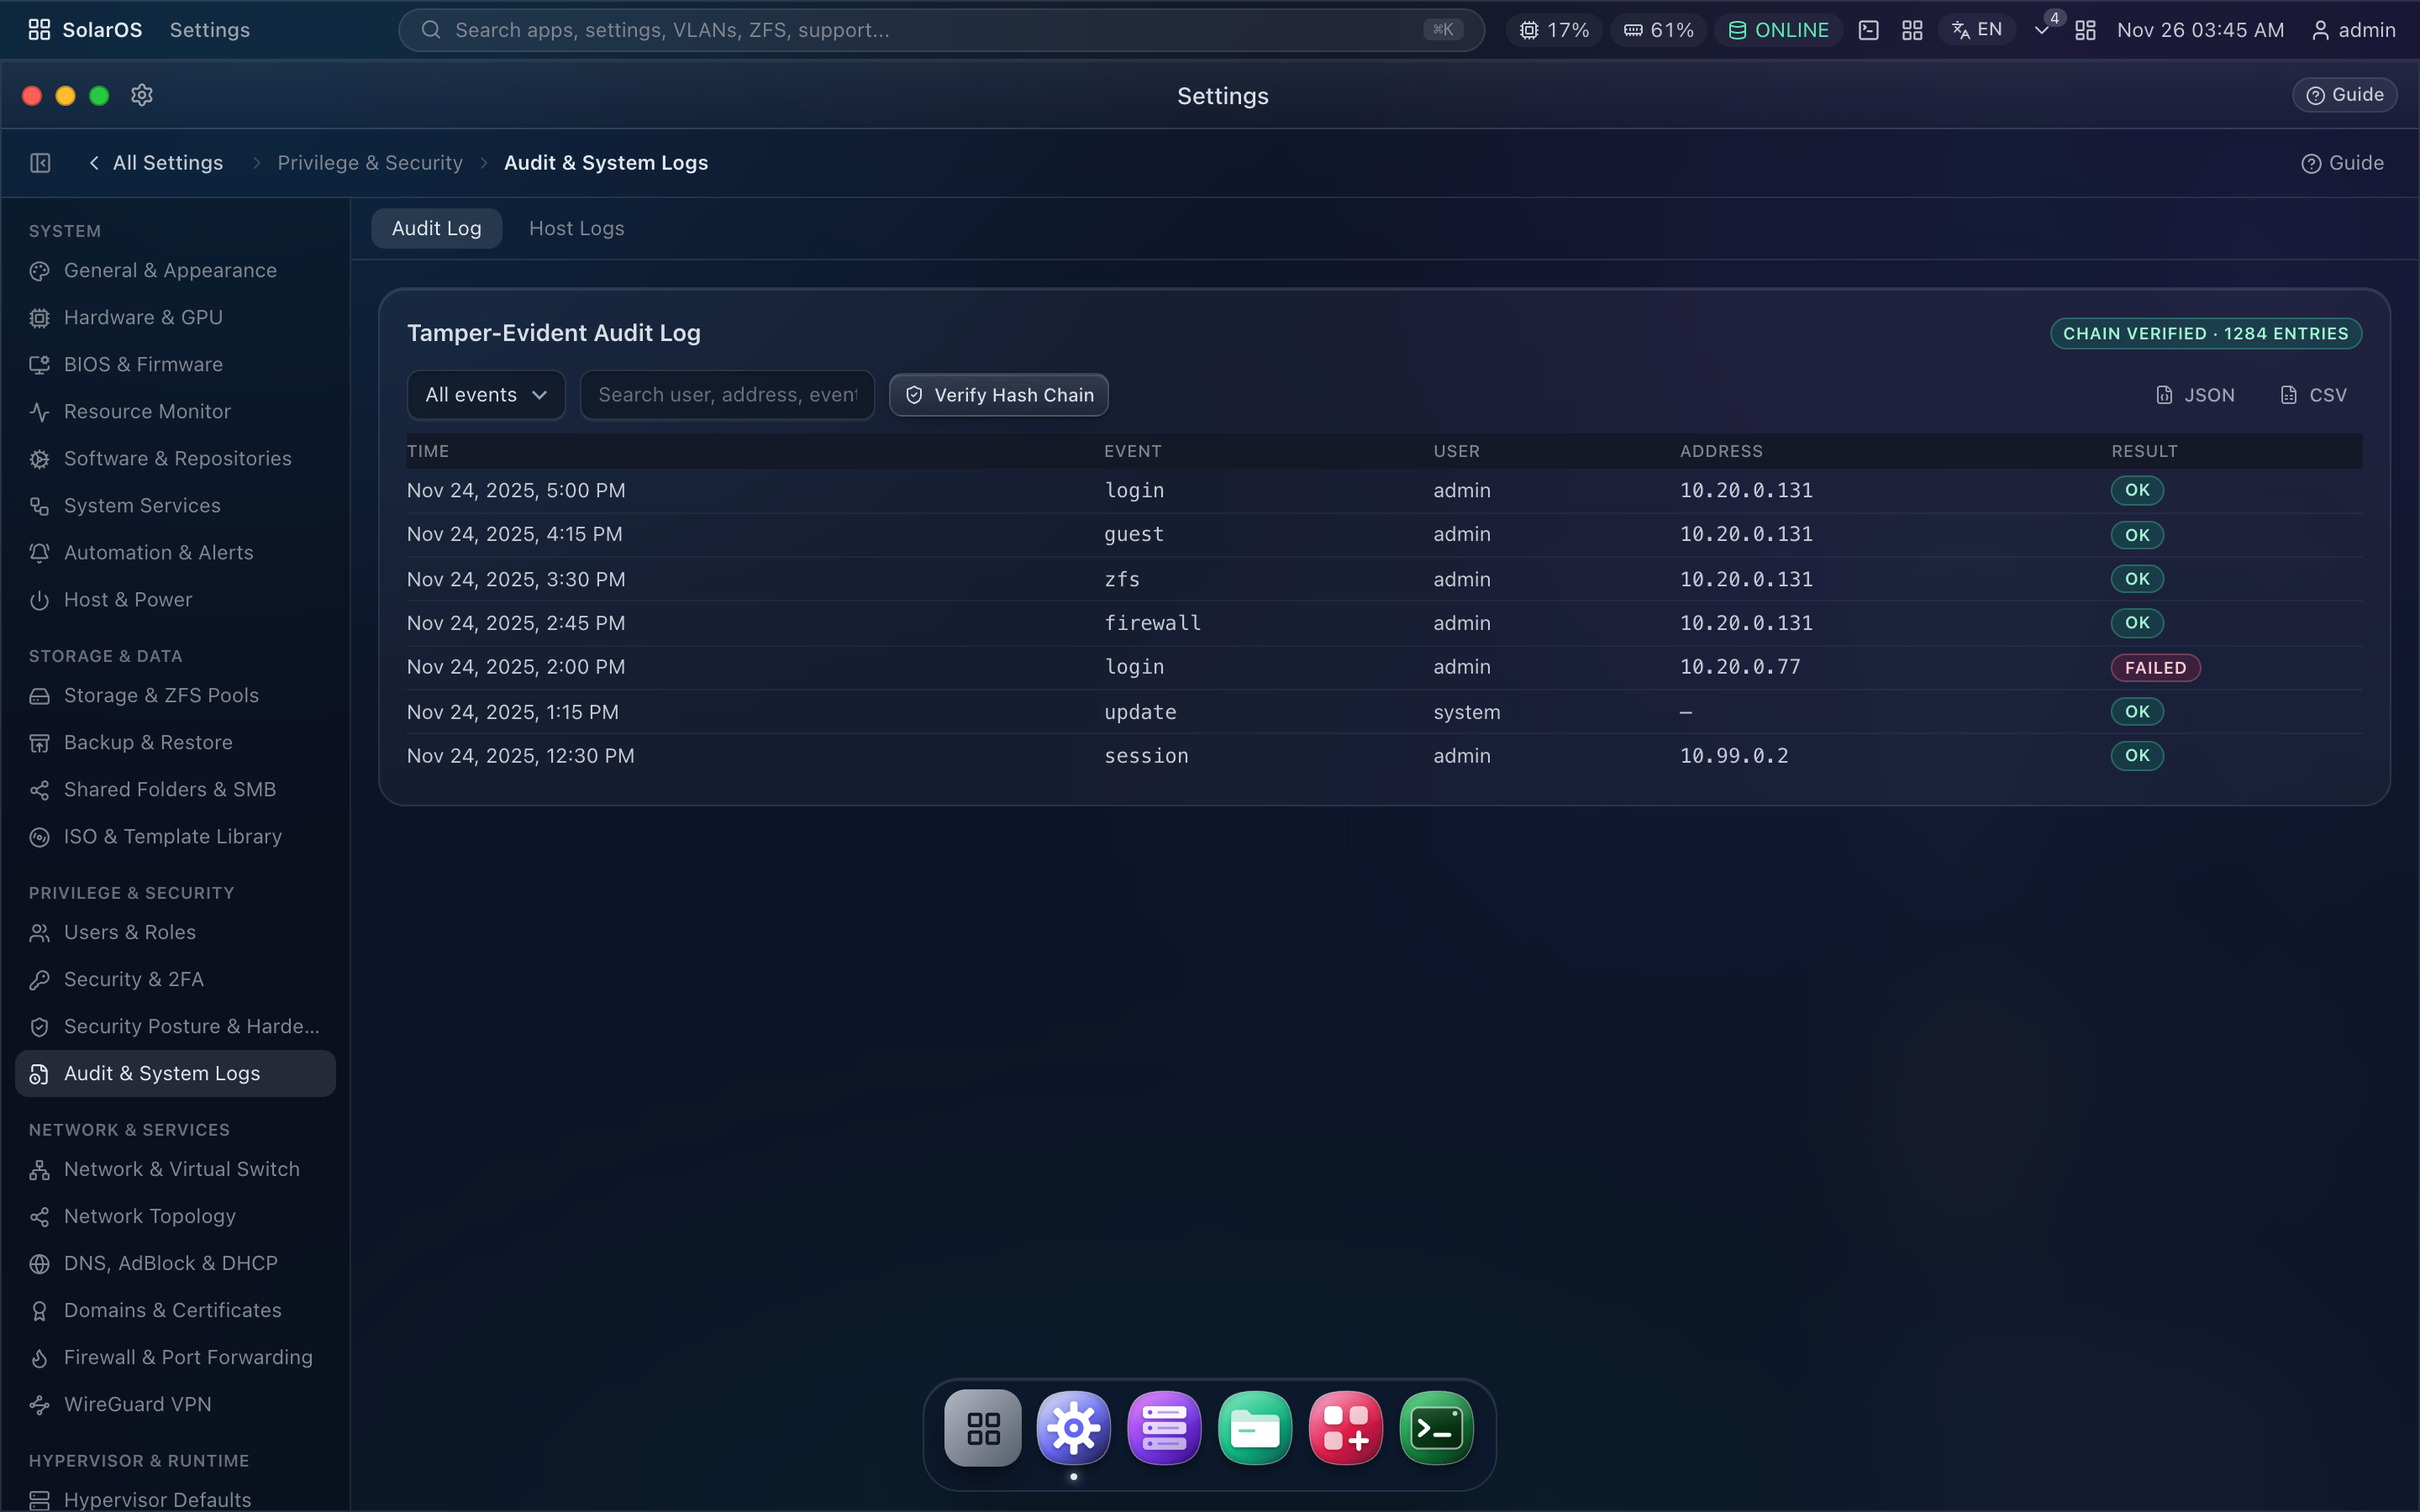 SolarOS Settings Search apps, settings, VLANs, ZFS, support... ⌘K 17% 61% ONLINE EN 4 Nov 26 03:45 AM admin
Settings Guide
All Settings Privilege & Security Audit & System Logs Guide
SYSTEM
General & Appearance
Hardware & GPU
BIOS & Firmware
Resource Monitor
Software & Repositories
System Services
Automation & Alerts
Host & Power
STORAGE & DATA
Storage & ZFS Pools
Backup & Restore
Shared Folders & SMB
ISO & Template Library
PRIVILEGE & SECURITY
Users & Roles
Security & 2FA
Security Posture & Harde...
Audit & System Logs
NETWORK & SERVICES
Network & Virtual Switch
Network Topology
DNS, AdBlock & DHCP
Domains & Certificates
Firewall & Port Forwarding
WireGuard VPN
HYPERVISOR & RUNTIME
Hypervisor Defaults
Audit Log Host Logs
Tamper-Evident Audit Log CHAIN VERIFIED · 1284 ENTRIES
All events Search user, address, event Verify Hash Chain JSON CSV
TIME EVENT USER ADDRESS RESULT
Nov 24, 2025, 5:00 PM login admin 10.20.0.131 OK
Nov 24, 2025, 4:15 PM guest admin 10.20.0.131 OK
Nov 24, 2025, 3:30 PM zfs admin 10.20.0.131 OK
Nov 24, 2025, 2:45 PM firewall admin 10.20.0.131 OK
Nov 24, 2025, 2:00 PM login admin 10.20.0.77 FAILED
Nov 24, 2025, 1:15 PM update system — OK
Nov 24, 2025, 12:30 PM session admin 10.99.0.2 OK